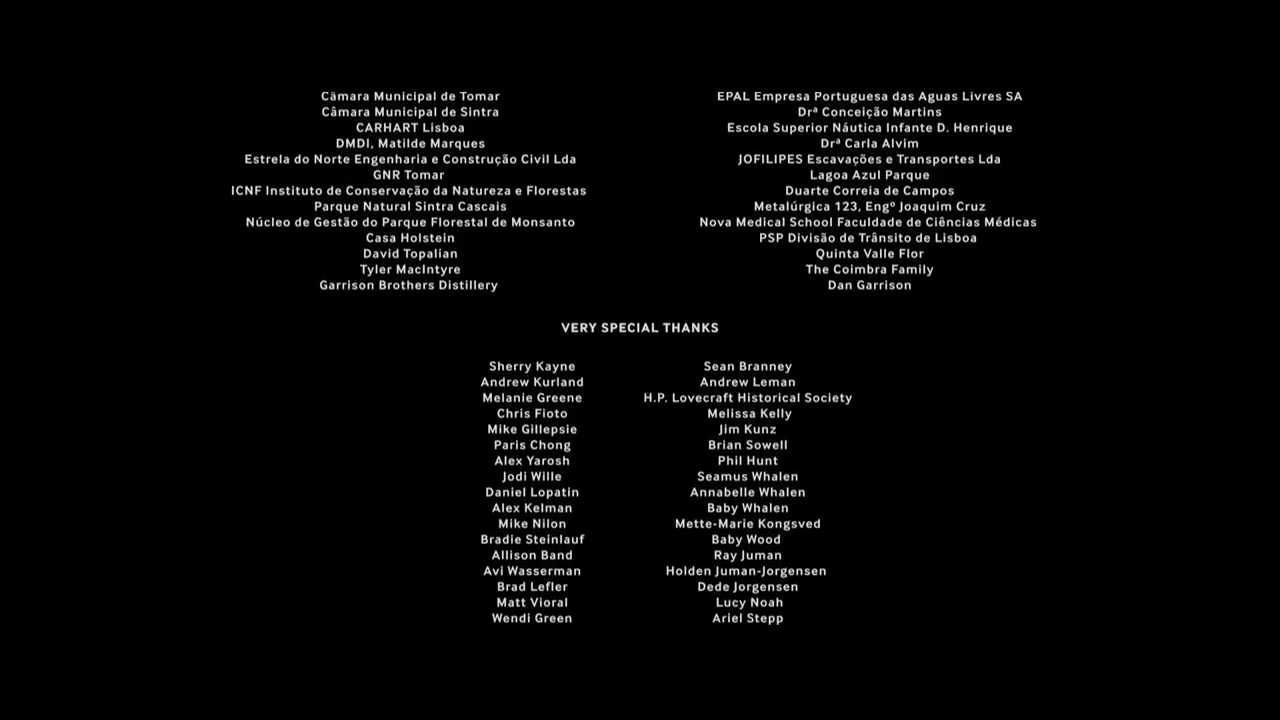 Cämara Municipal de Tomar
Câmara Municipal de Sintra
CARHART Lisboa
DMDI, Matilde Marques
Estrela do Norte Engenharia e Construção Civil Lda
GNR Tomar
ICNF Instituto de Conservação da Natureza e Florestas
Parque Natural Sintra Cascais
Núcleo de Gestão do Parque Florestal de Monsanto
Casa Holstein
David Topalian
Tyler MacIntyre
Garrison Brothers Distillery
EPAL Empresa Portuguesa das Aguas Livres SA
Drª Conceição Martins
Escola Superior Náutica Infante D. Henrique
Drª Carla Alvim
JOFILIPES Escavações e Transportes Lda
Lagoa Azul Parque
Duarte Correia de Campos
Metalúrgica 123, Engº Joaquim Cruz
Nova Medical School Faculdade de Ciências Médicas
PSP Divisão de Trânsito de Lisboa
Quinta Valle Flor
The Coimbra Family
Dan Garrison
VERY SPECIAL THANKS
Sherry Kayne
Andrew Kurland
Melanie Greene
Chris Fioto
Mike Gillepsie
Paris Chong
Alex Yarosh
Jodi Wille
Daniel Lopatin
Alex Kelman
Mike Nilon
Bradie Steinlauf
Allison Band
Avi Wasserman
Brad Lefler
Matt Vioral
Wendi Green
Sean Branney
Andrew Leman
H.P. Lovecraft Historical Society
Melissa Kelly
Jim Kunz
Brian Sowell
Phil Hunt
Seamus Whalen
Annabelle Whalen
Baby Whalen
Mette-Marie Kongsved
Baby Wood
Ray Juman
Holden Juman-Jorgensen
Dede Jorgensen
Lucy Noah
Ariel Stepp